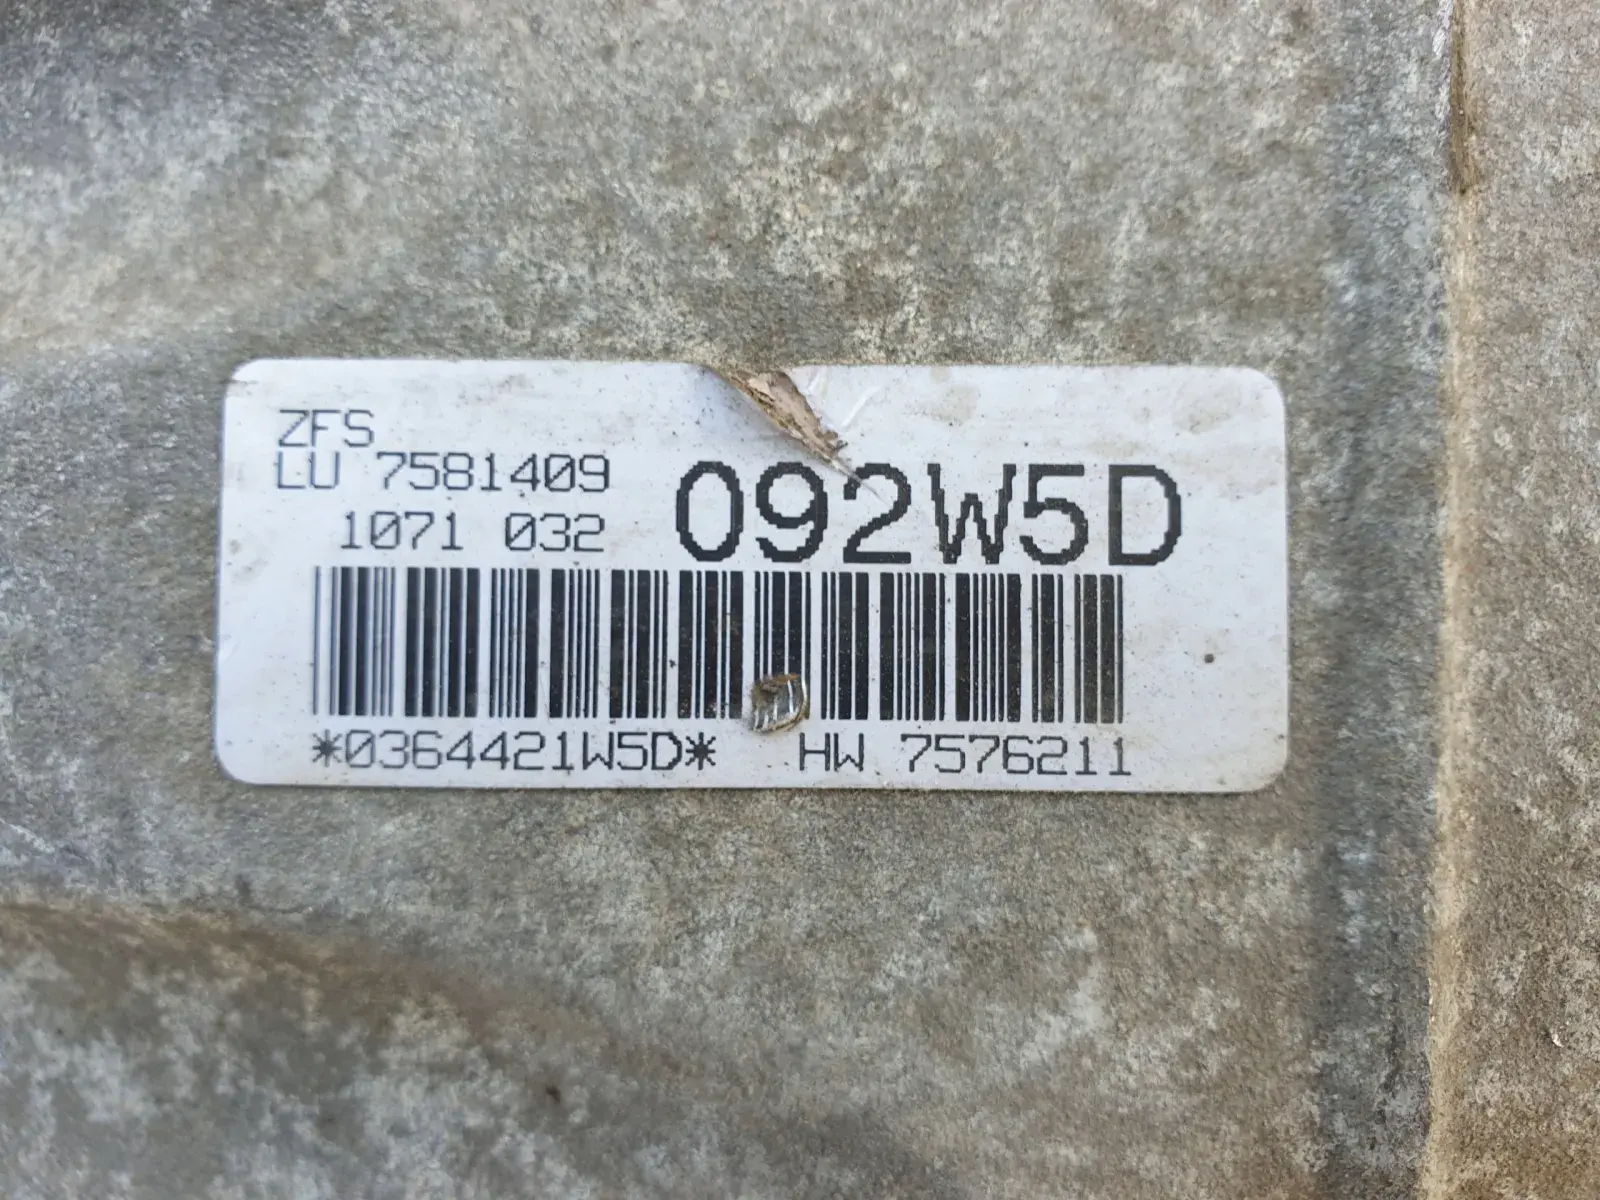 ZFS
LU 7581409
1071 032
092W5D
*0364421W5D* HW 7576211